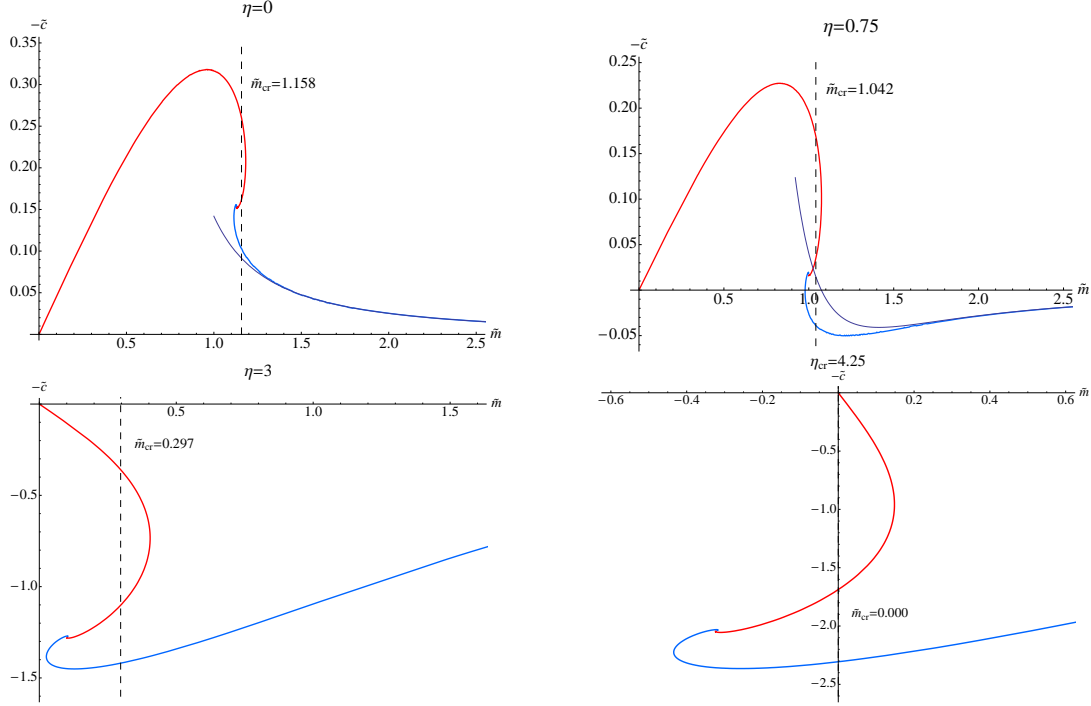 η=0
−c̃
0.35
0.30
0.25
0.20
0.15
0.10
0.05
m̃cr=1.158
0.5 1.0 1.5 2.0 2.5 m̃
η=0.75
−c̃
0.25
0.20
0.15
0.10
0.05
0.00
−0.05
m̃cr=1.042
0.5 1.0 1.5 2.0 2.5 m̃
η=3
−c̃
0.5 1.0 1.5 m̃
m̃cr=0.297
−0.5
−1.0
−1.5
ηcr=4.25
−c̃
−0.6 −0.4 −0.2 0.2 0.4 0.6 m̃
−0.5
−1.0
−1.5
−2.0
−2.5
m̃cr=0.000